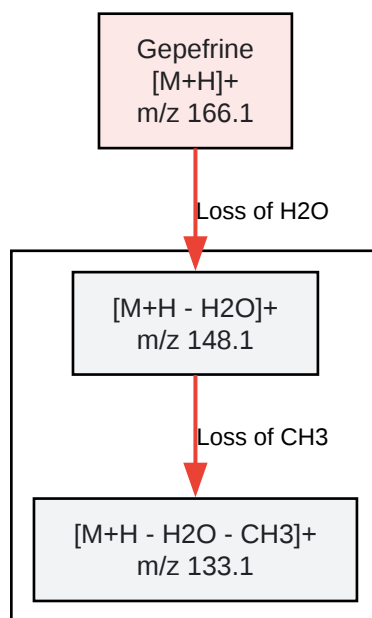 Gepefrine
[M+H]+
m/z 166.1
Loss of H2O
[M+H - H2O]+
m/z 148.1
Loss of CH3
[M+H - H2O - CH3]+
m/z 133.1